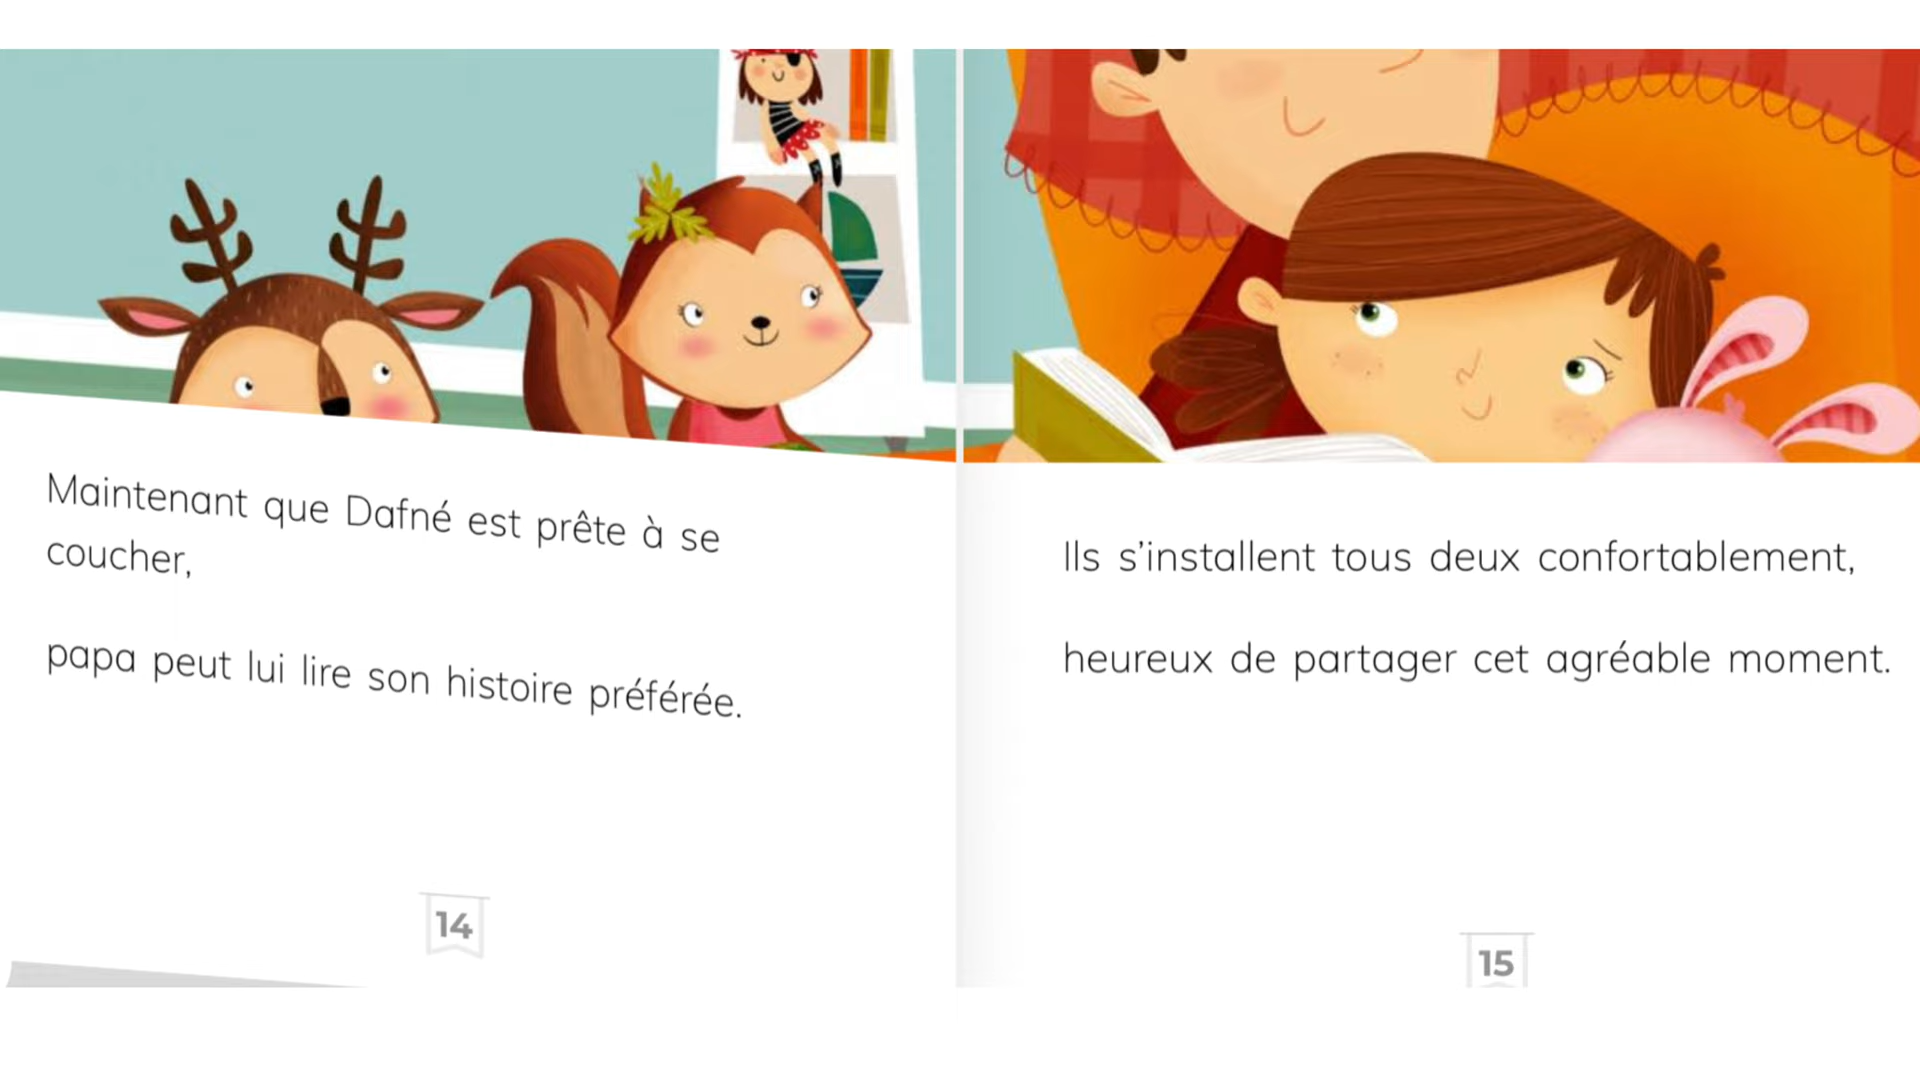 Maintenant que Dafné est prête à se
coucher,
papa peut lui lire son histoire préférée.
14
Ils s’installent tous deux confortablement,
heureux de partager cet agréable moment.
15